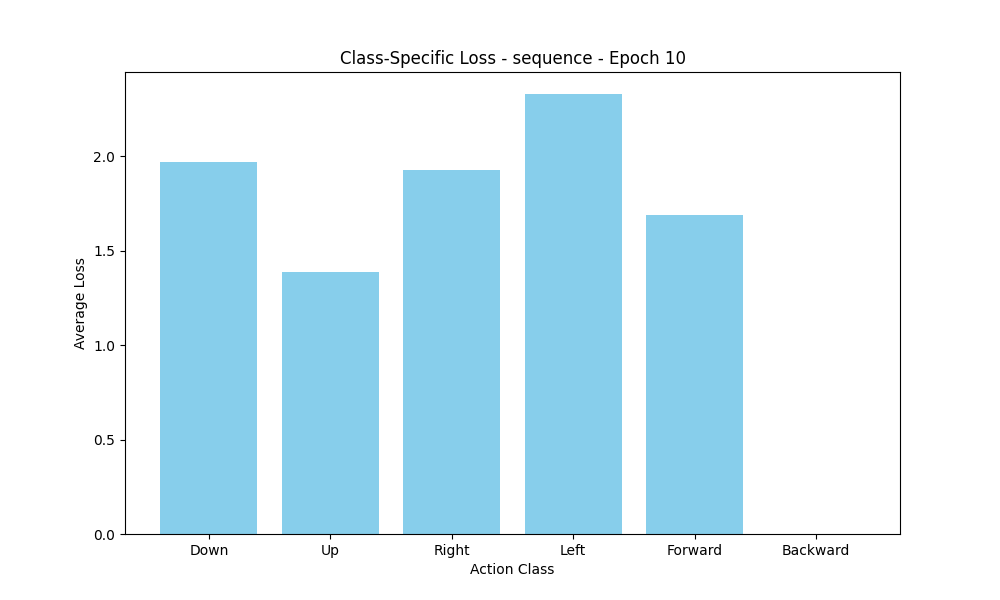 Class-Specific Loss - sequence - Epoch 10
2.0
1.5
1.0
0.5
0.0
Average Loss
Down Up Right Left Forward Backward
Action Class